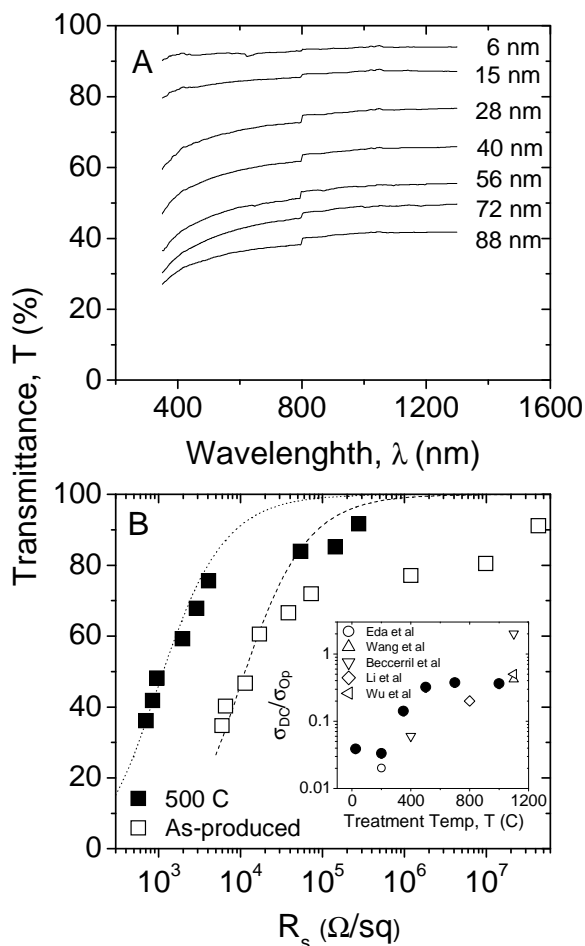 100
A
6 nm
15 nm
28 nm
40 nm
56 nm
72 nm
88 nm
80
60
40
20
0
400 800 1200 1600
Wavelenghth, λ (nm)
Transmittance, T (%)
100
B
80
60
40
20
0
500 C
As-produced
Eda et al
Wang et al
Beccerril et al
Li et al
Wu et al
σDC/σOp
1
0.1
0.01
0 400 800 1200
Treatment Temp, T (C)
10³ 10⁴ 10⁵ 10⁶ 10⁷
Rs (Ω/sq)